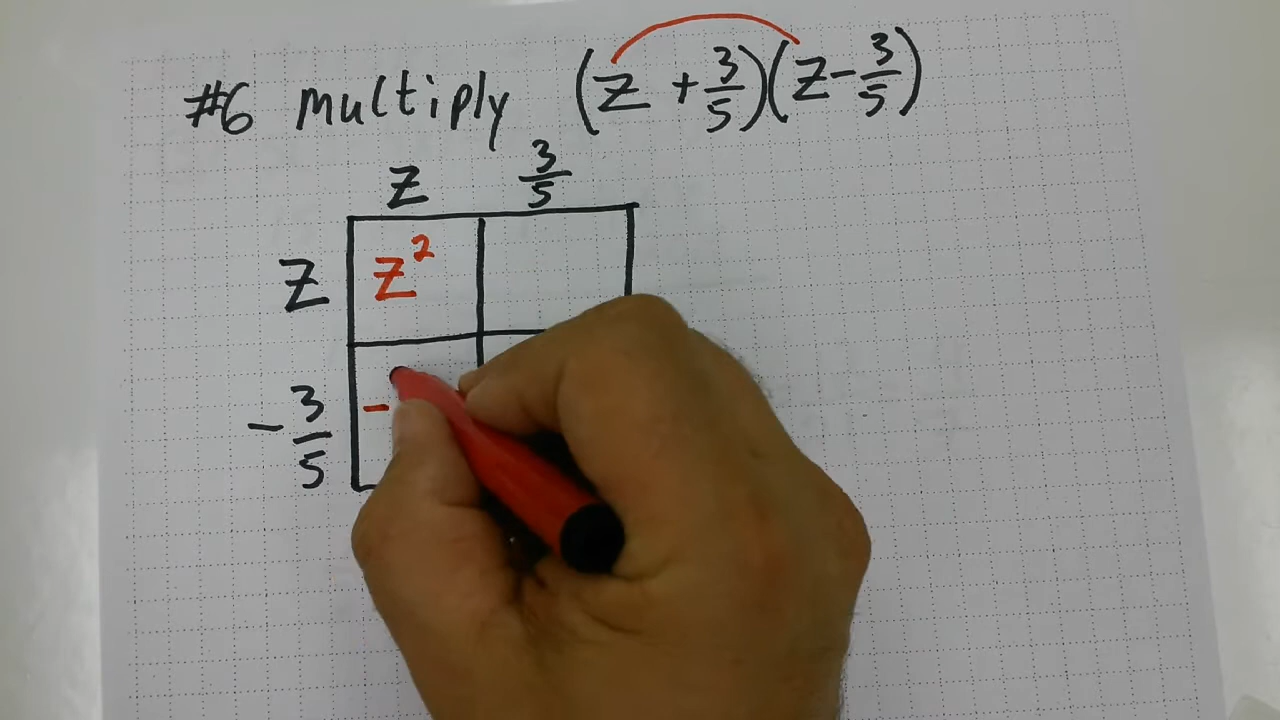 #6 multiply (z + 3/5)(z - 3/5)
z 3/5
z z²
- 3/5 -